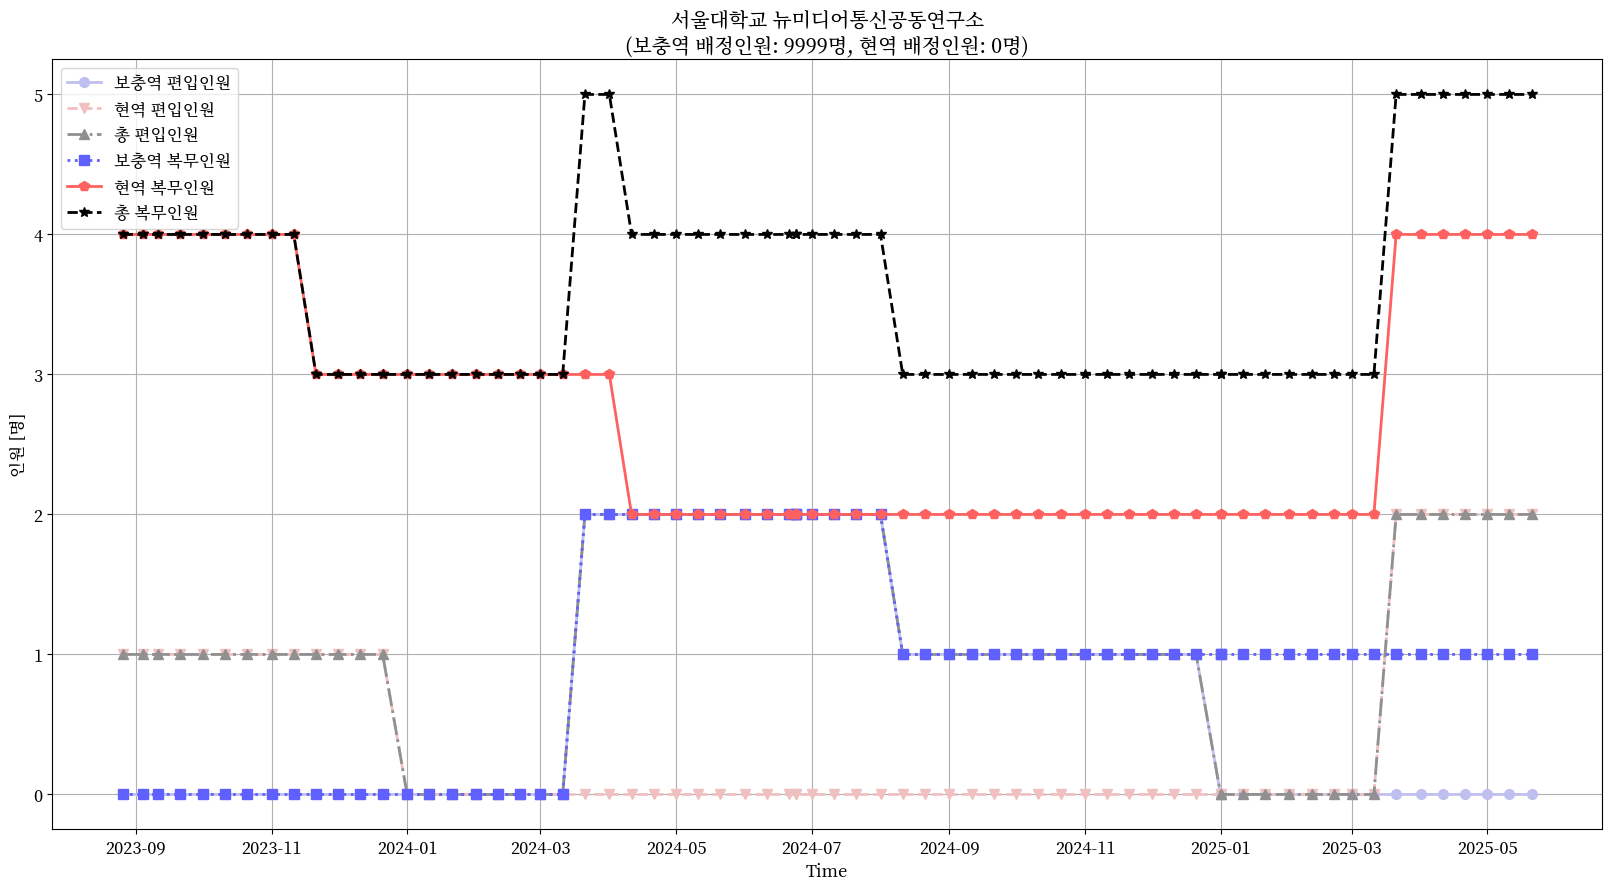 서울대학교 뉴미디어통신공동연구소
(보충역 배정인원: 9999명, 현역 배정인원: 0명)
보충역 편입인원
현역 편입인원
총 편입인원
보충역 복무인원
현역 복무인원
총 복무인원
5
4
3
2
1
0
인원 [명]
2023-09
2023-11
2024-01
2024-03
2024-05
2024-07
2024-09
2024-11
2025-01
2025-03
2025-05
Time